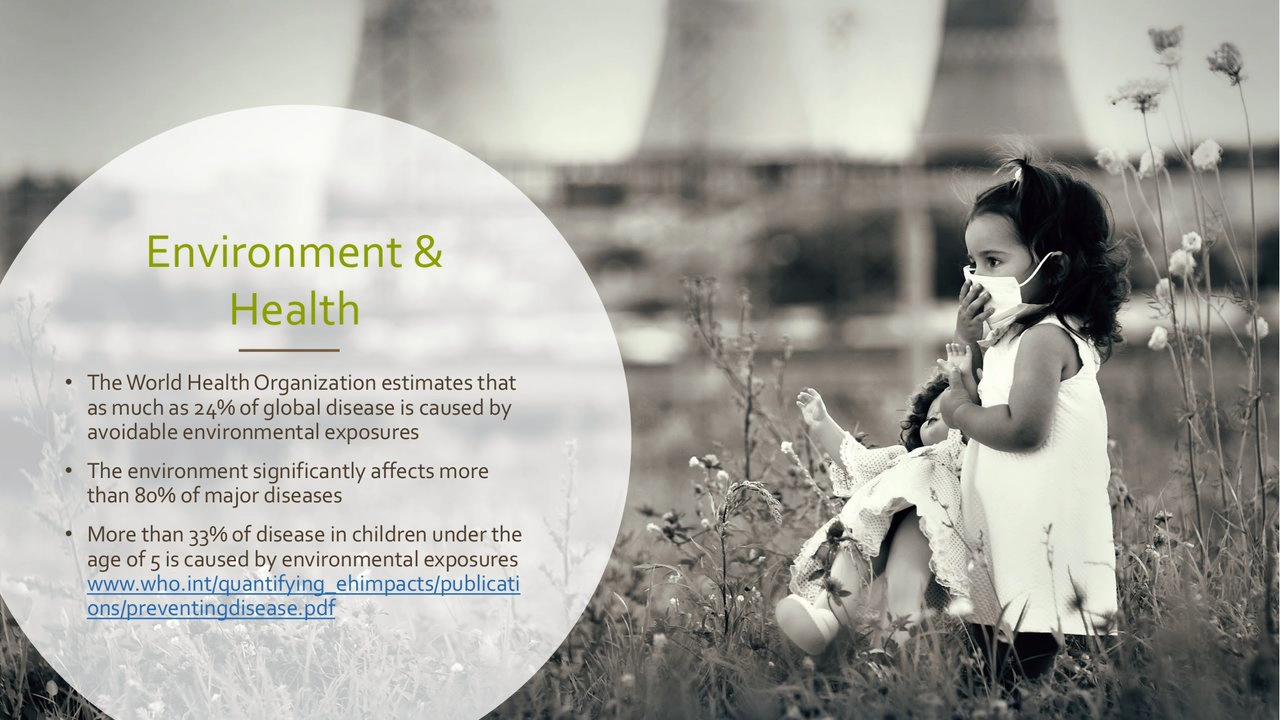 Environment &
Health
• The World Health Organization estimates that
as much as 24% of global disease is caused by
avoidable environmental exposures
• The environment significantly affects more
than 80% of major diseases
• More than 33% of disease in children under the
age of 5 is caused by environmental exposures
www.who.int/quantifying_ehimpacts/publicati
ons/preventingdisease.pdf